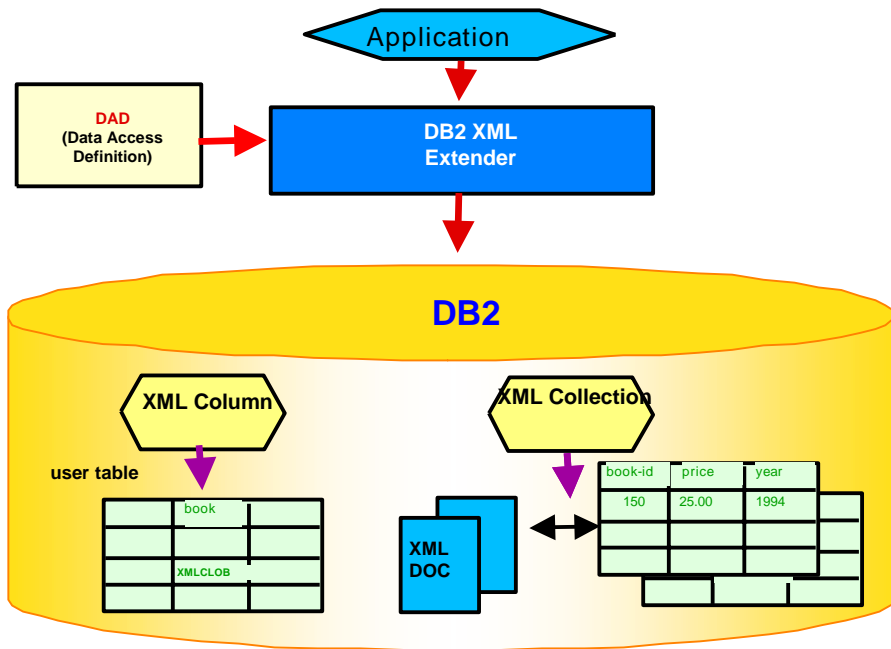 Application
DAD
(Data Access
Definition)
DB2 XML
Extender
DB2
XML Column
XML Collection
user table
book
XMLCLOB
XML
DOC
book-id price year
150 25.00 1994